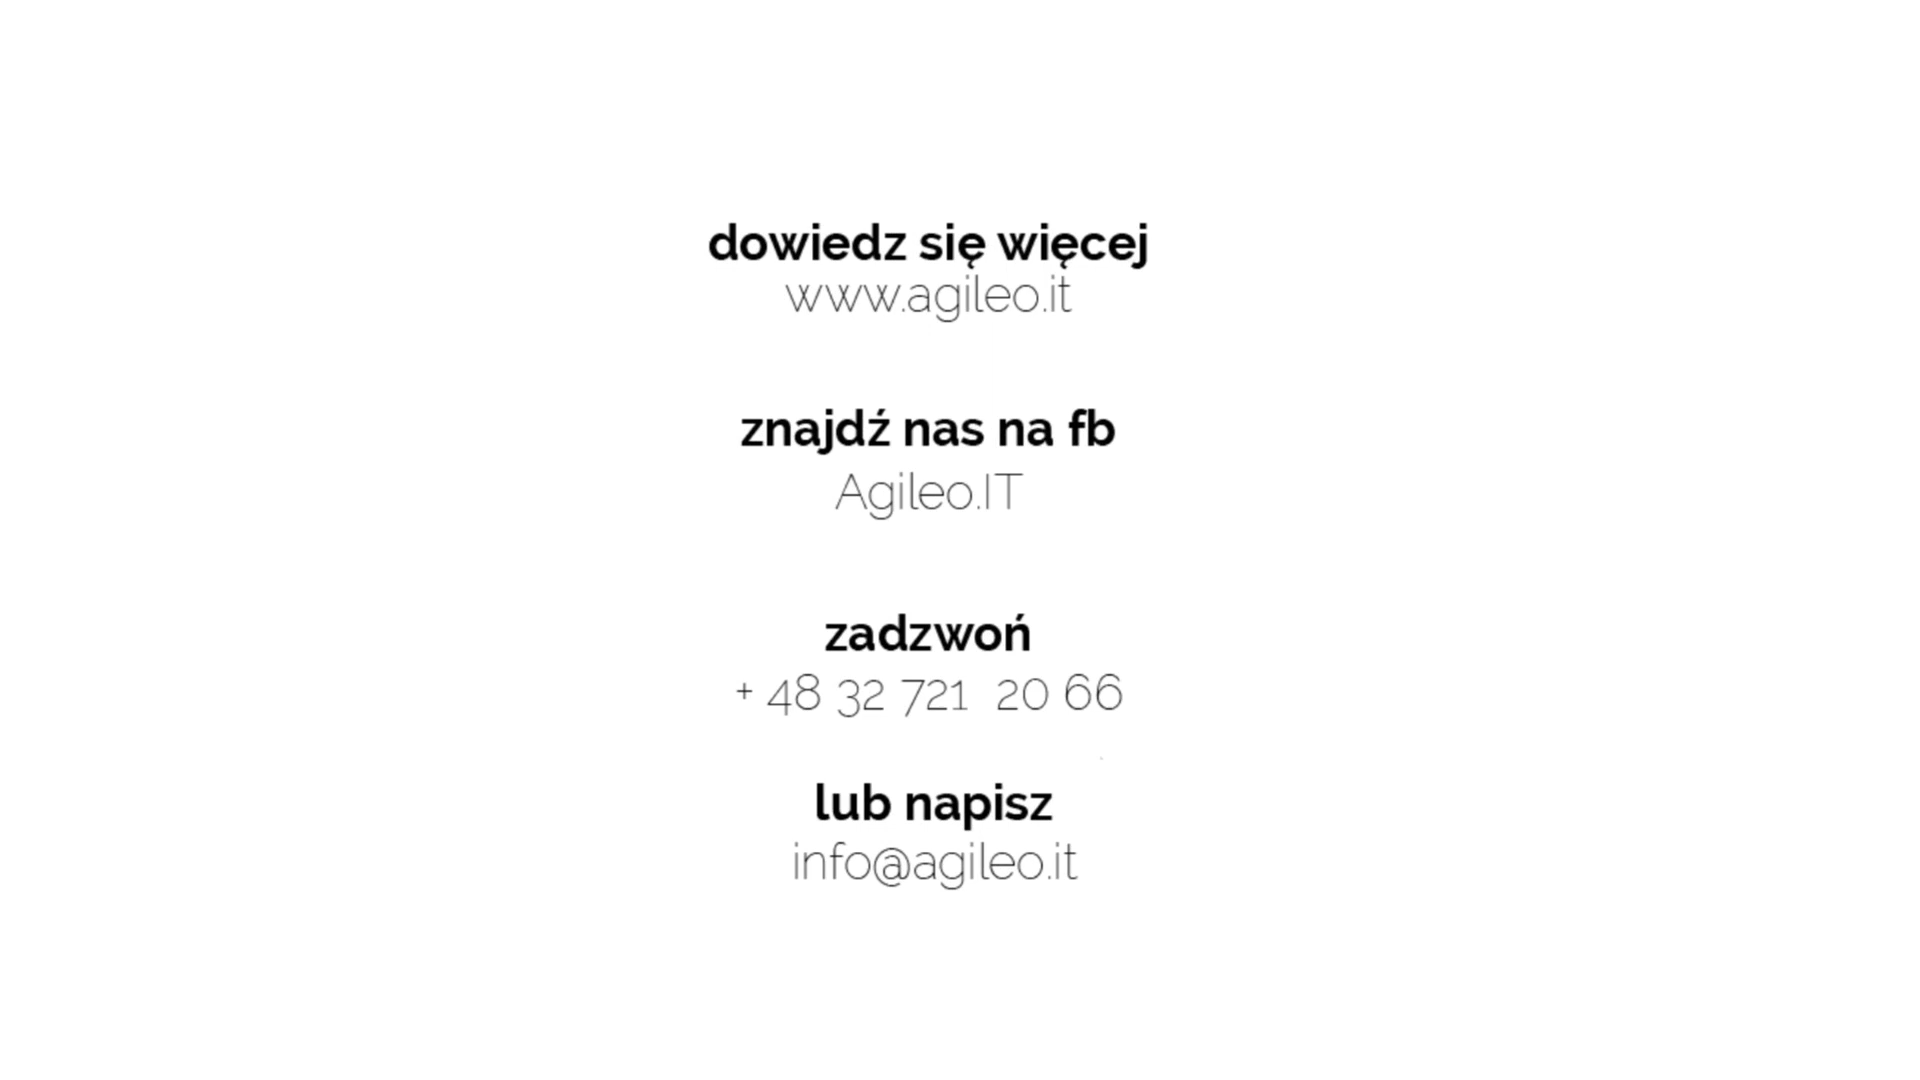 dowiedz się więcej
www.agileo.it
znajdź nas na fb
Agileo.IT
zadzwoń
+ 48 32 721  20 66
lub napisz
info@agileo.it